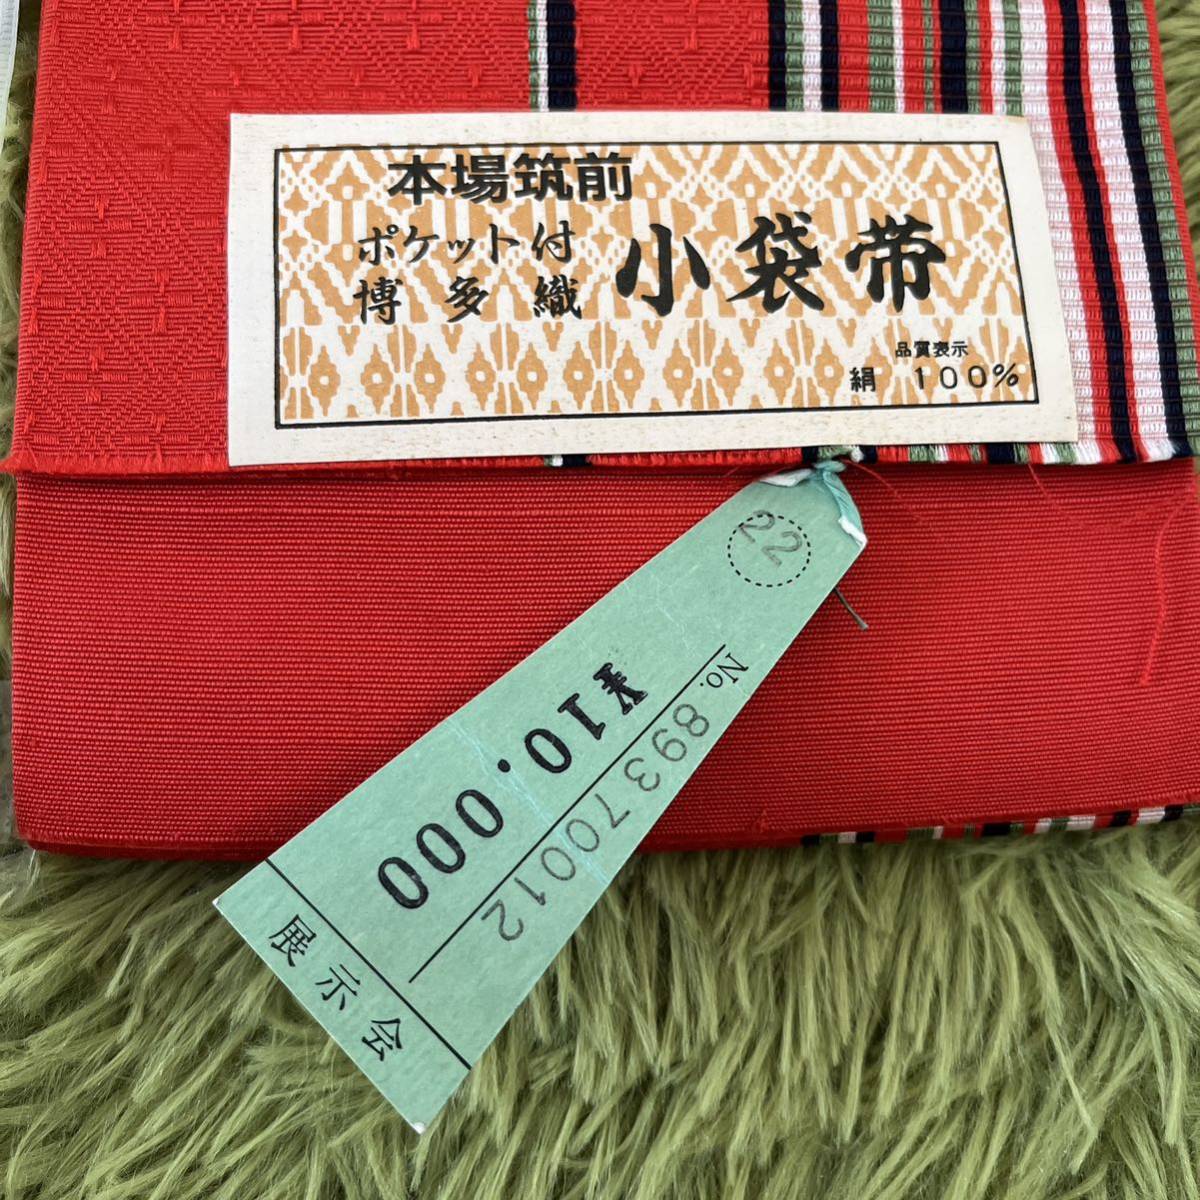 本場筑前
ポケット付
博多織
小袋帯
品質表示
絹 100%
22
No. 89370012
¥10,000
展示会